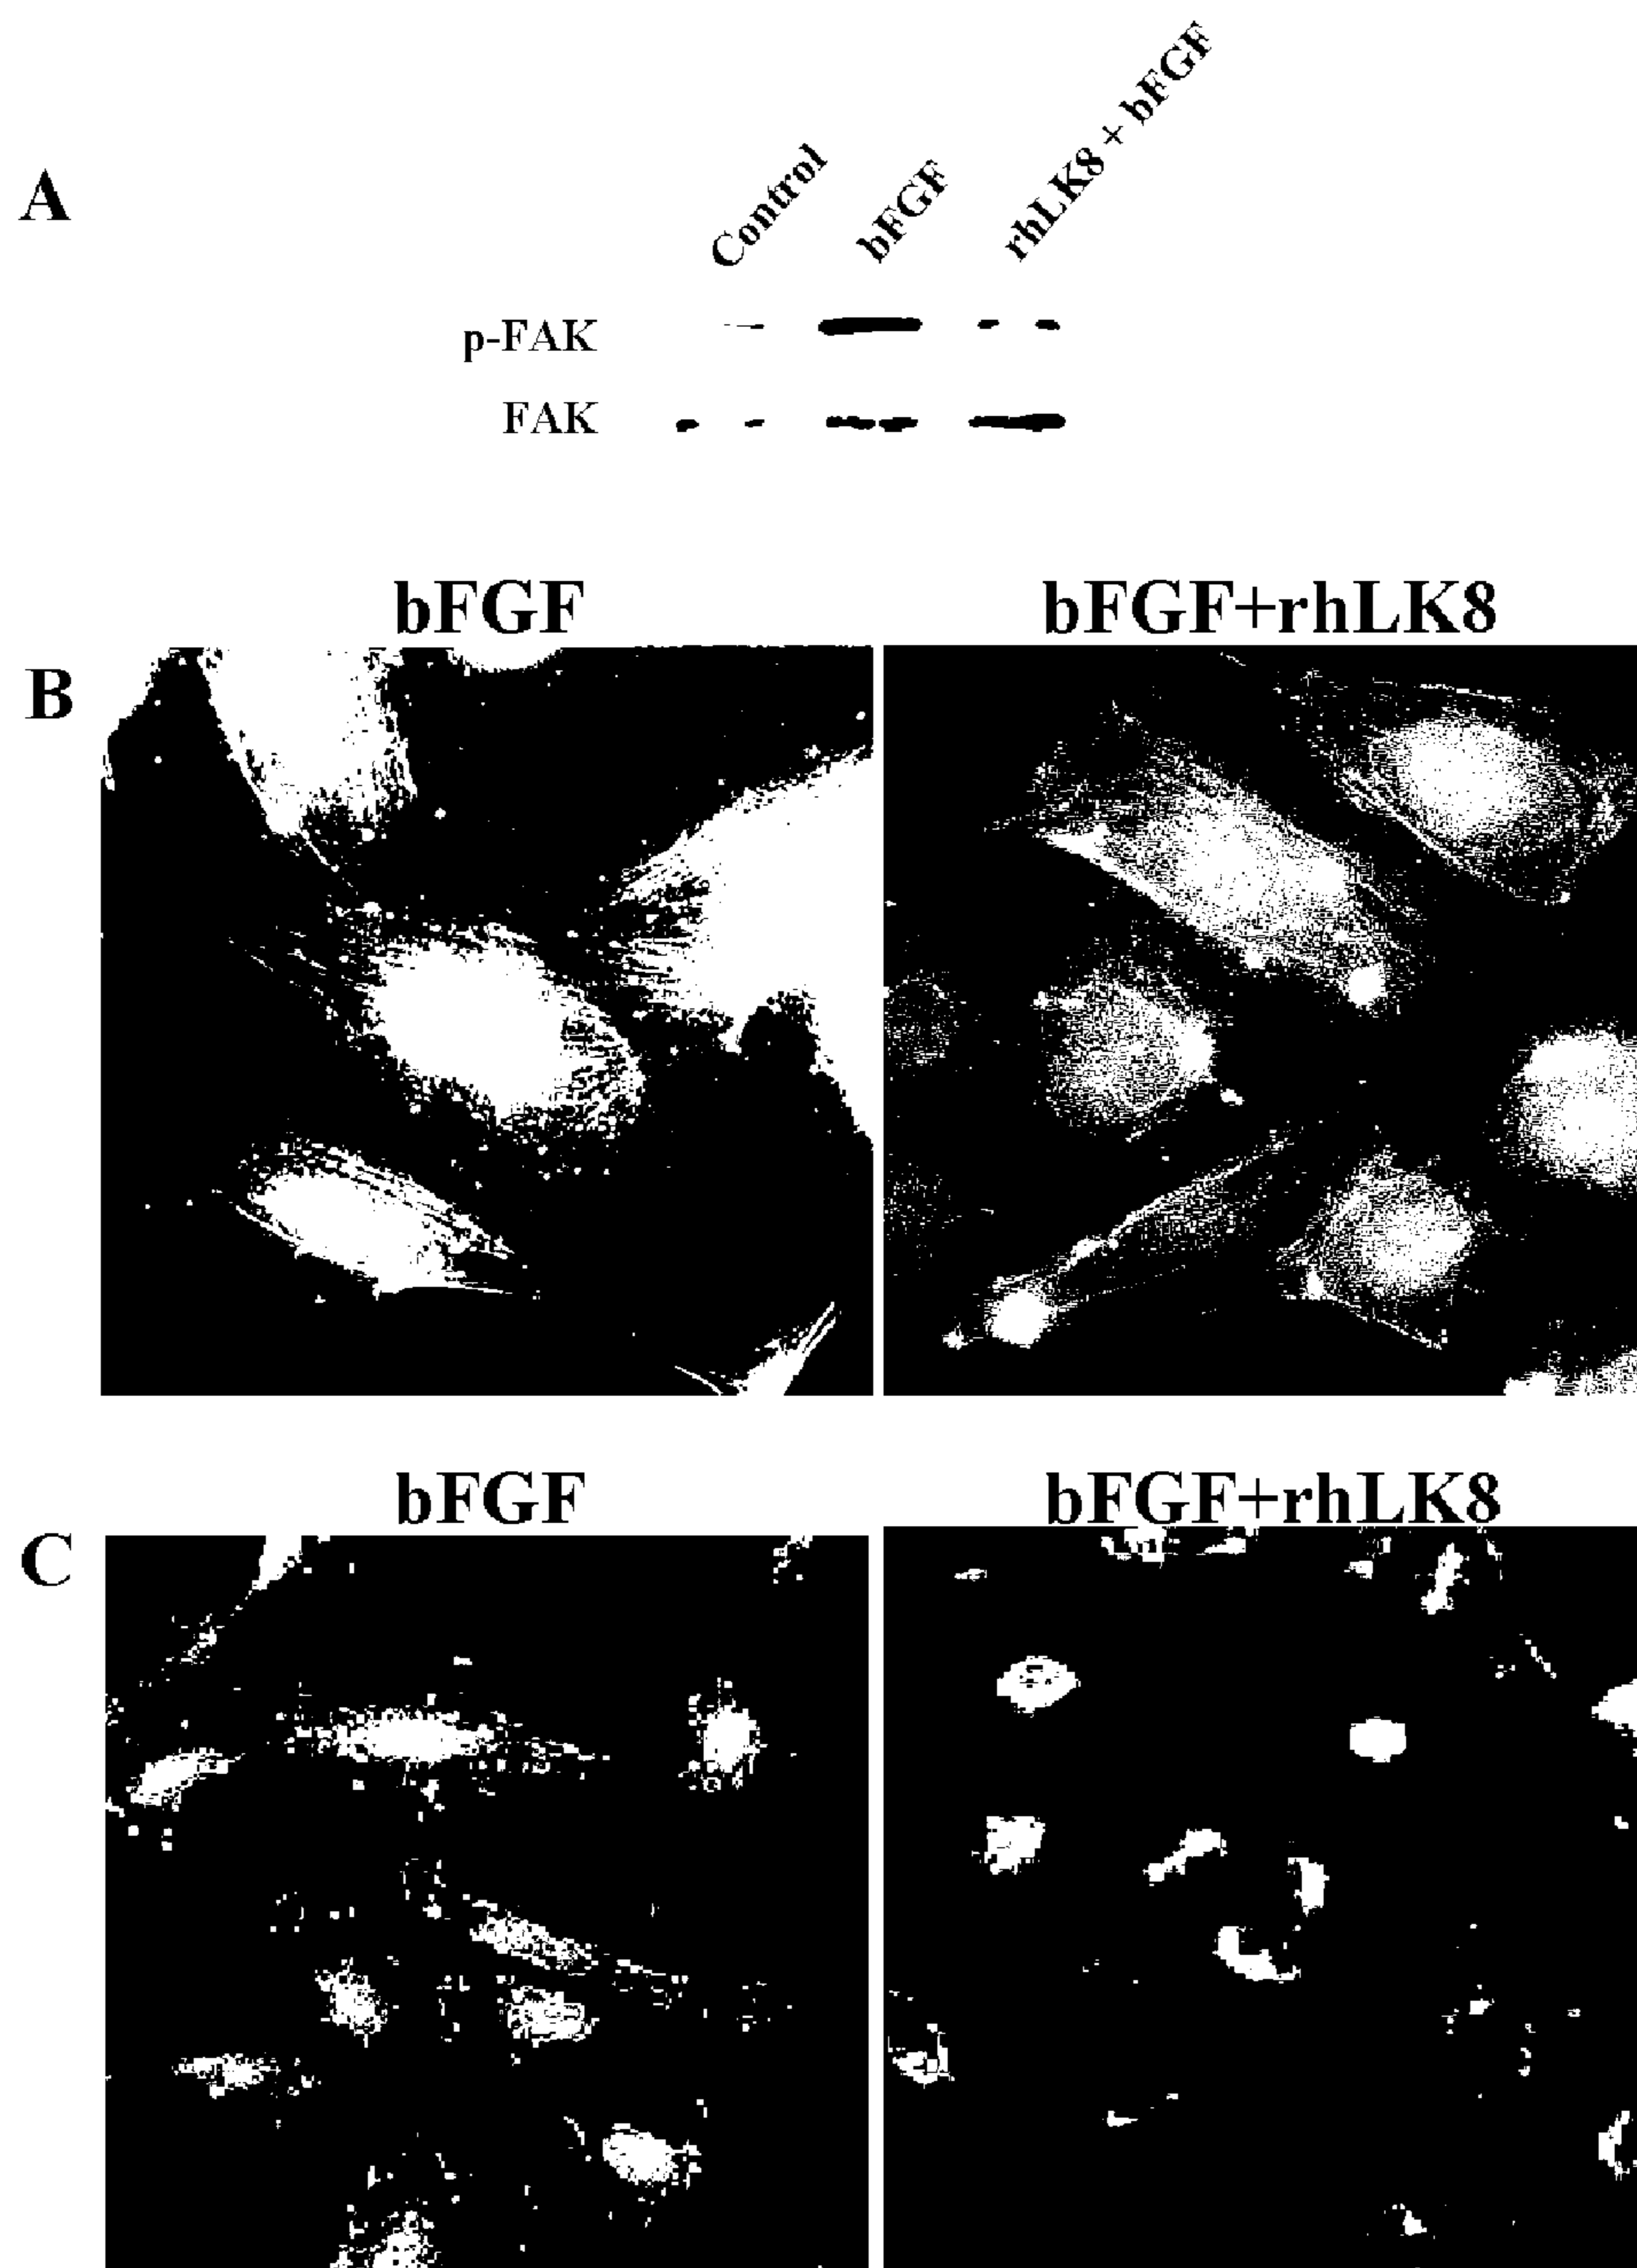 A
Control
bFGF
rhLK8 + bFGF
p-FAK
FAK
B
bFGF
bFGF+rhLK8
C
bFGF
bFGF+rhLK8